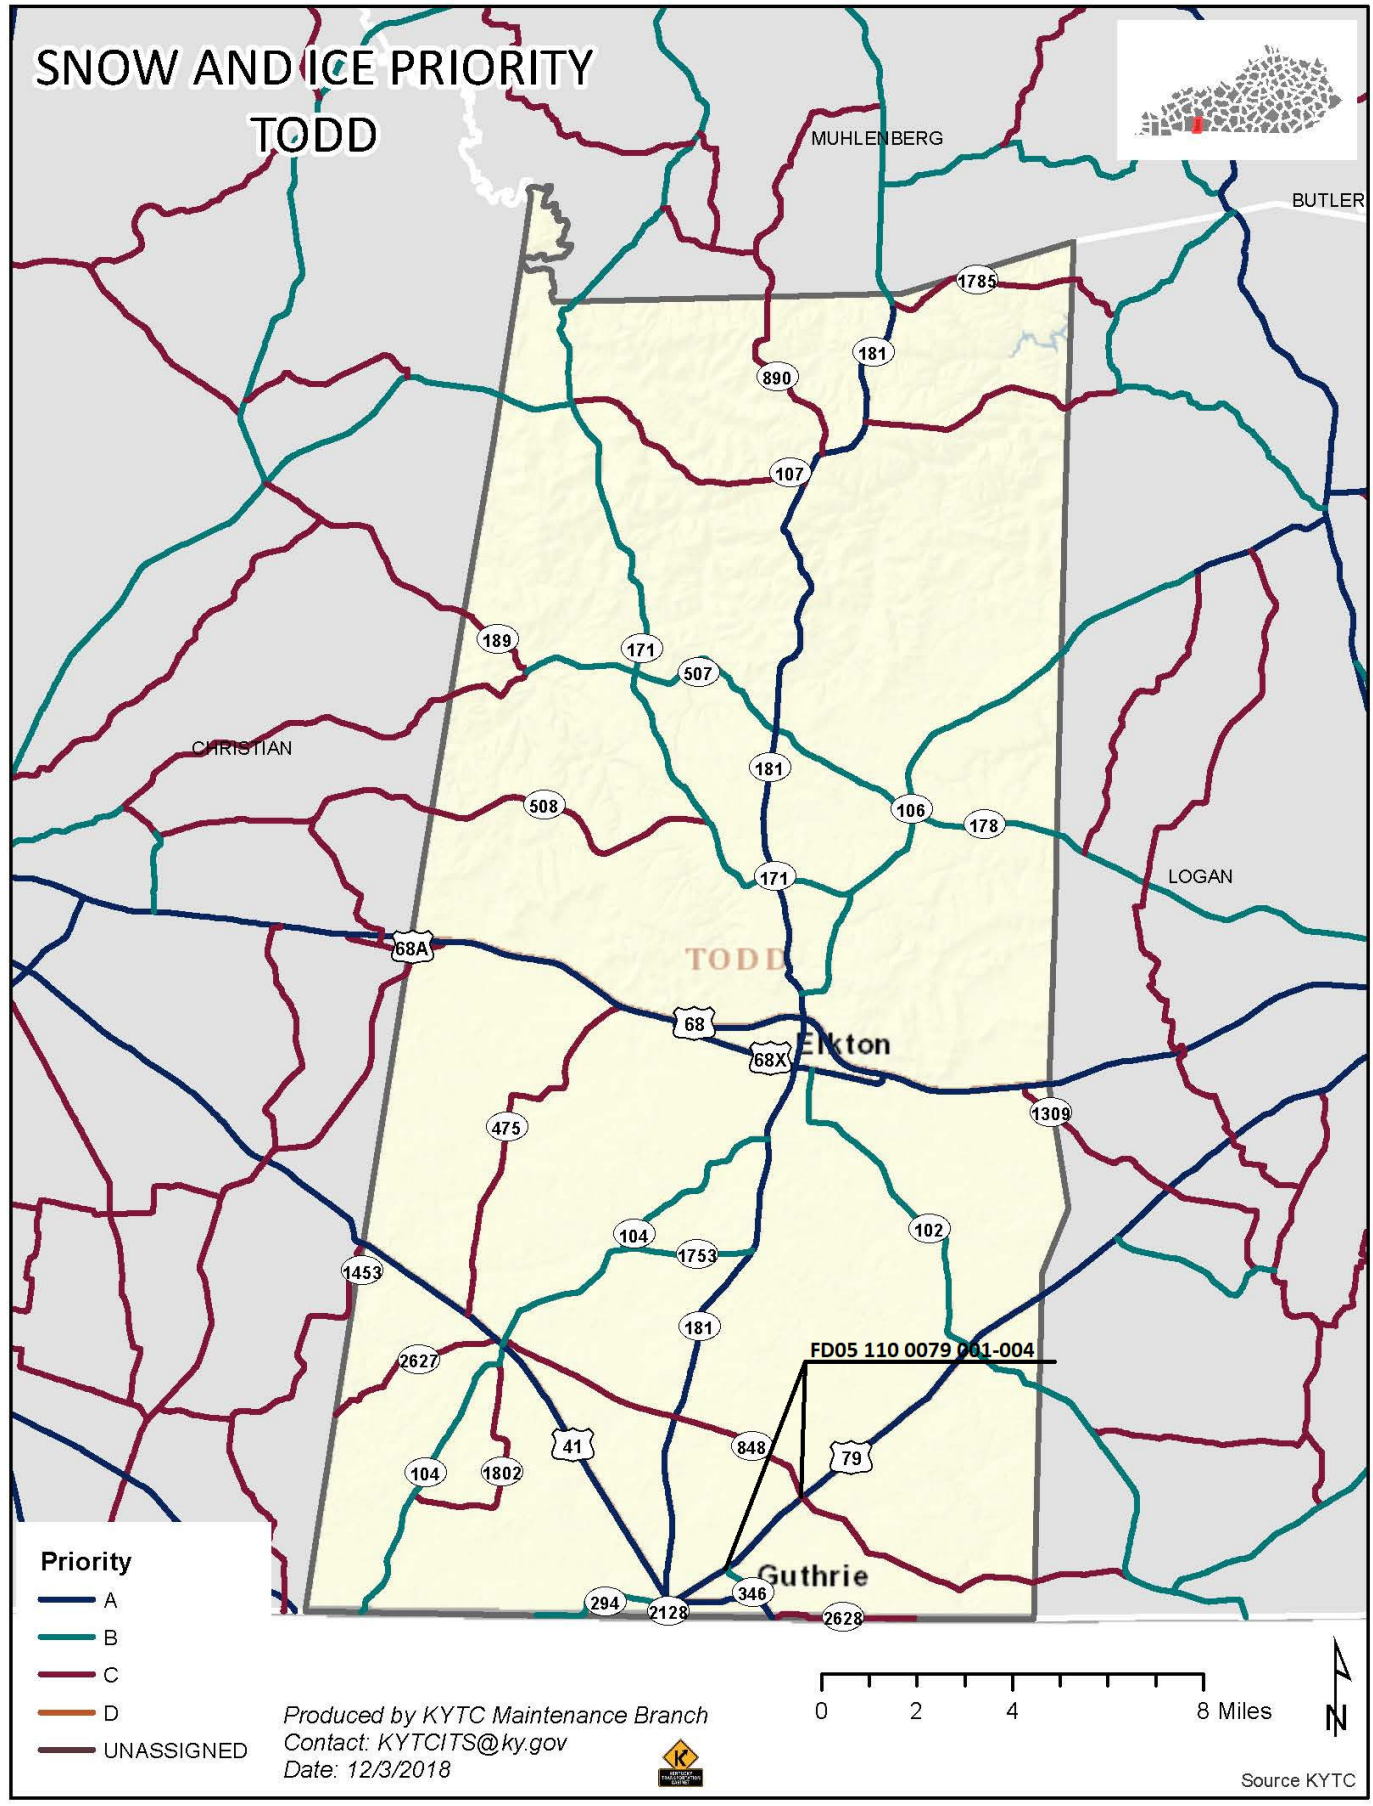 SNOW AND ICE PRIORITY
TODD
MUHLENBERG
BUTLER
1785
181
890
107
189
171
507
CHRISTIAN
181
508
106
178
171
LOGAN
68A
TODD
68
Elkton
68X
1309
475
104
102
1753
1453
181
FD05 110 0079 001-004
2627
41
848
79
104
1802
Guthrie
294
346
2128
2628
Priority
A
B
C
D
UNASSIGNED
Produced by KYTC Maintenance Branch
Contact: KYTCITS@ky.gov
Date: 12/3/2018
KENTUCKY
TRANSPORTATION
CABINET
0 2 4 8 Miles
N
Source KYTC